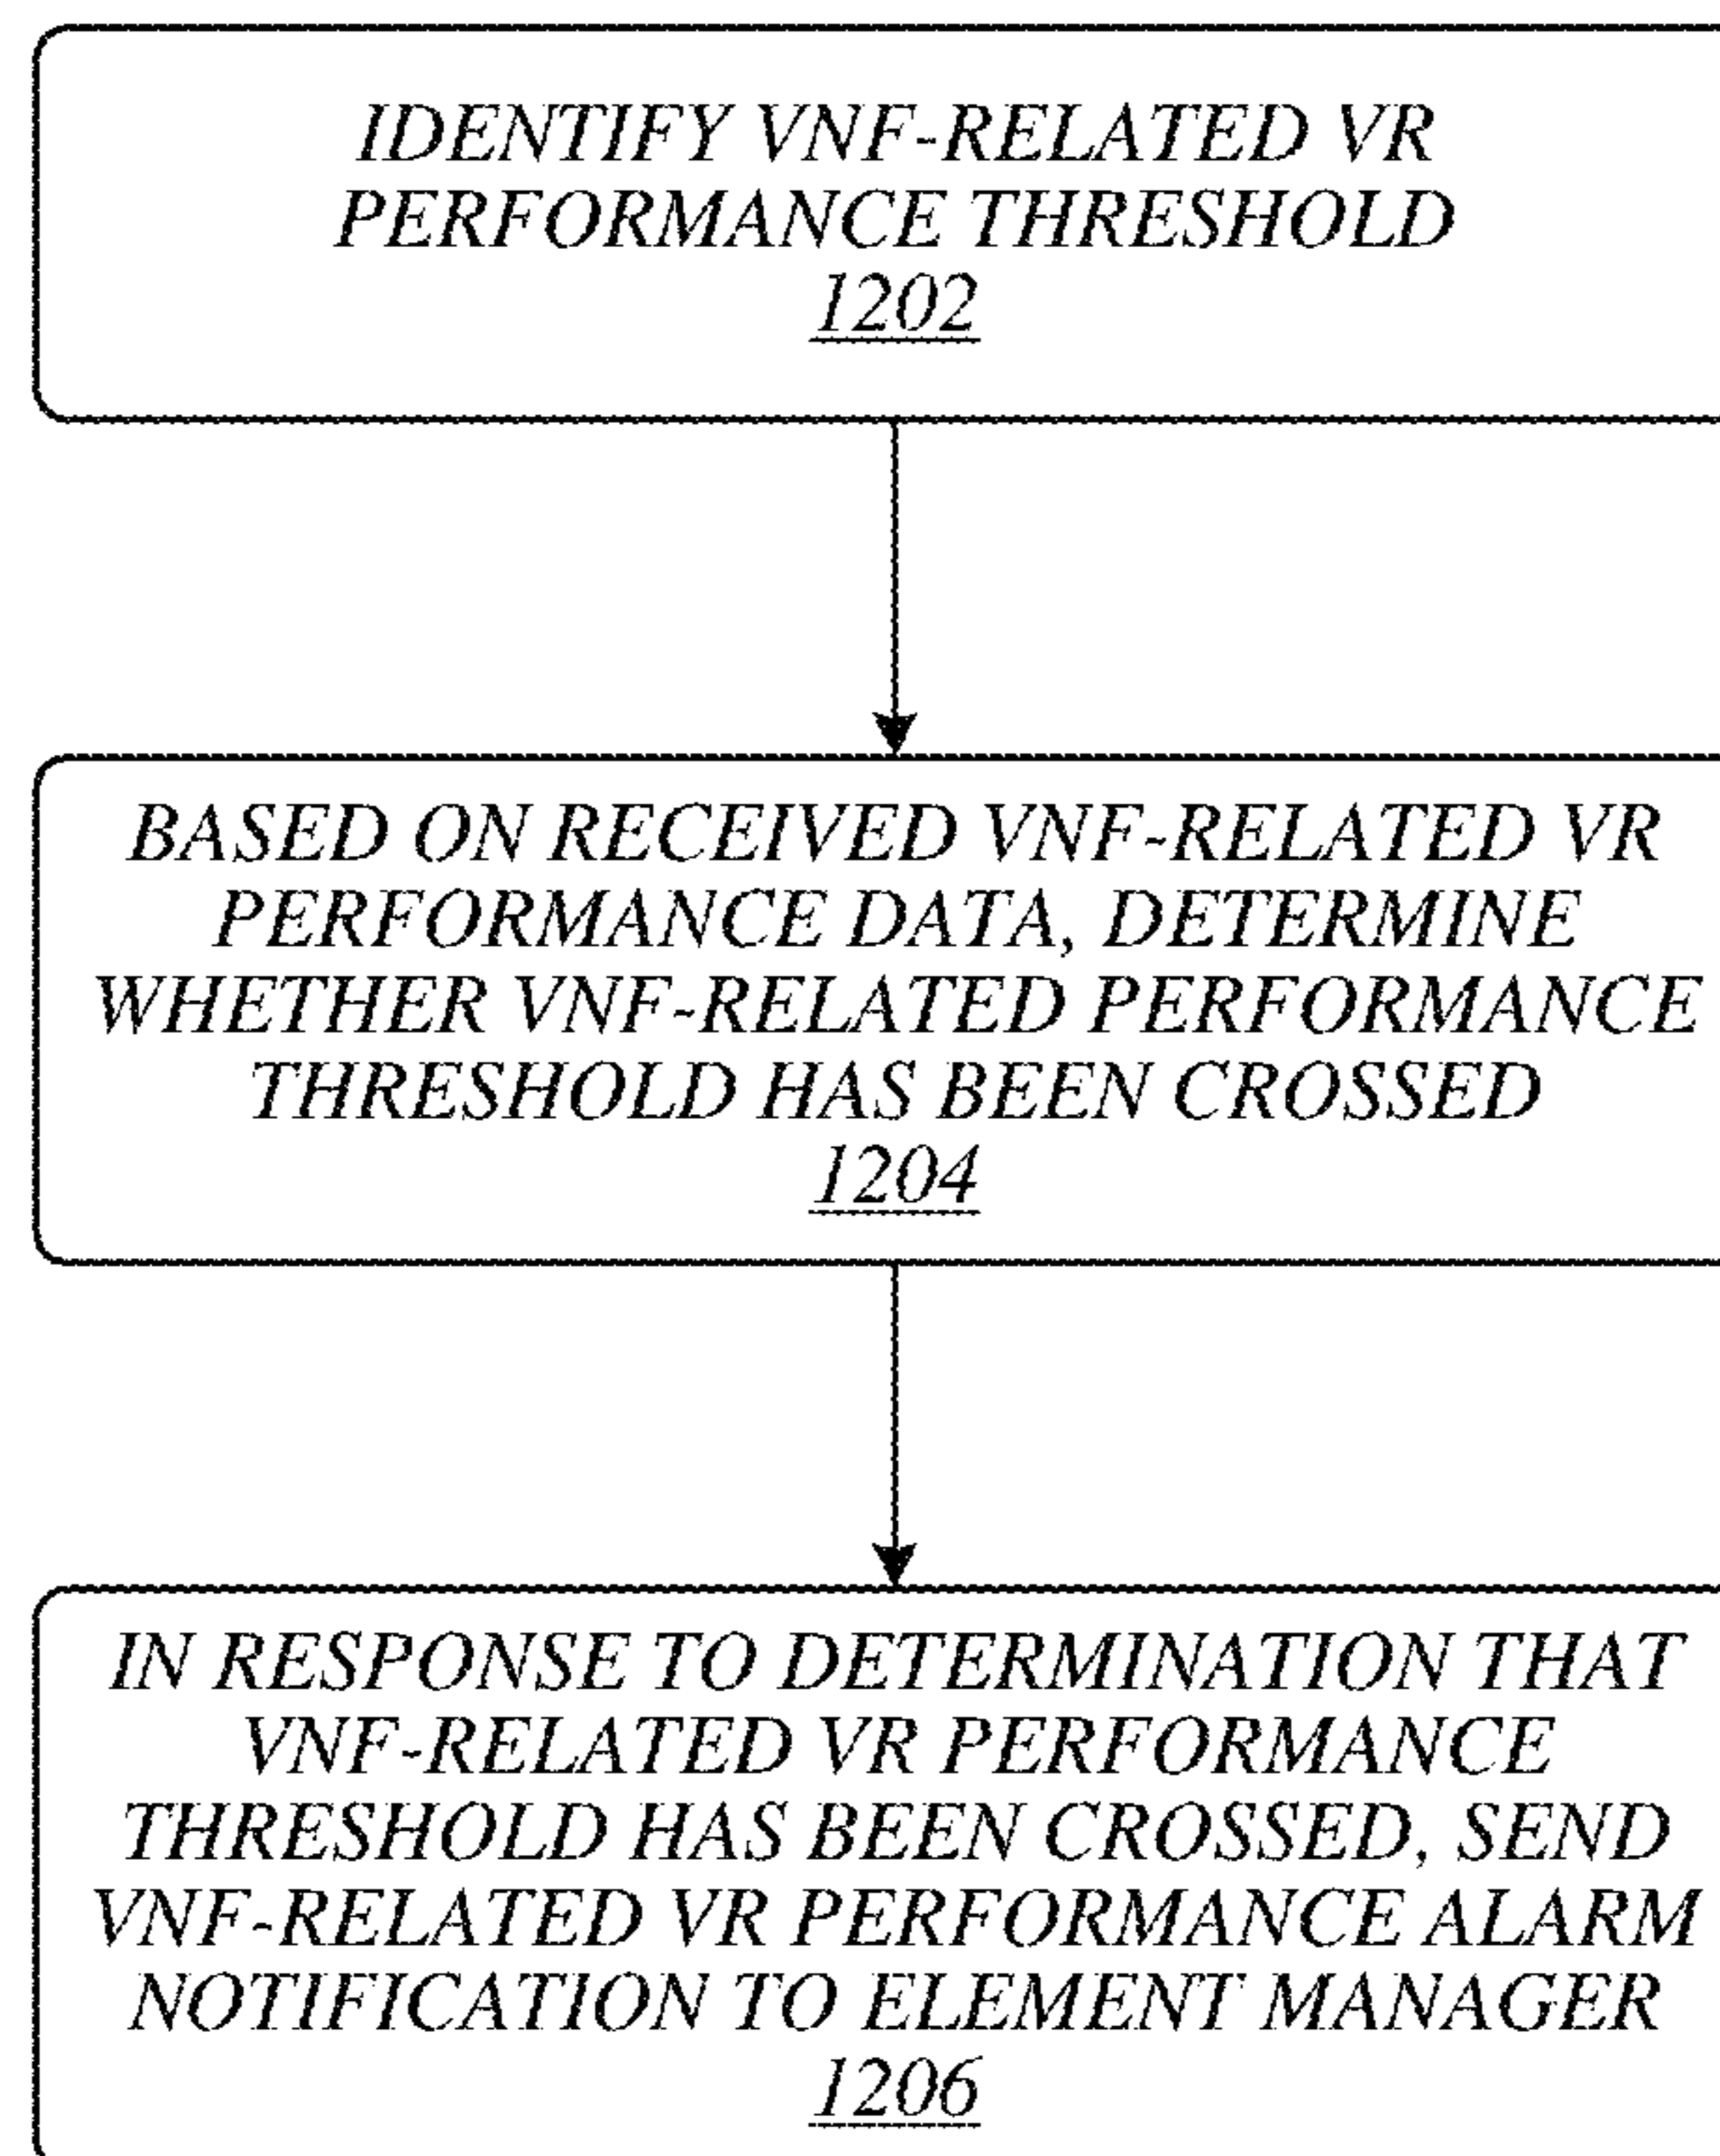 IDENTIFY VNF-RELATED VR
PERFORMANCE THRESHOLD
1202
BASED ON RECEIVED VNF-RELATED VR
PERFORMANCE DATA, DETERMINE
WHETHER VNF-RELATED PERFORMANCE
THRESHOLD HAS BEEN CROSSED
1204
IN RESPONSE TO DETERMINATION THAT
VNF-RELATED VR PERFORMANCE
THRESHOLD HAS BEEN CROSSED, SEND
VNF-RELATED VR PERFORMANCE ALARM
NOTIFICATION TO ELEMENT MANAGER
1206